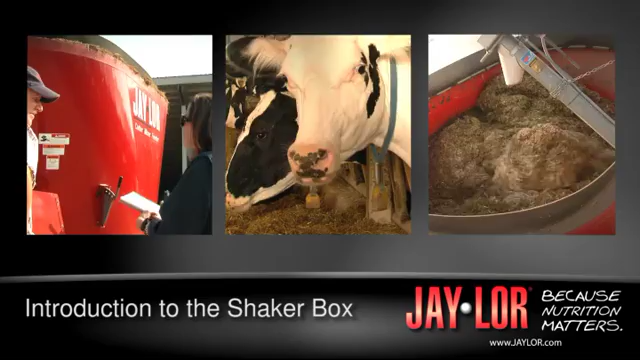 JAY LOR
Introduction to the Shaker Box
JAY•LOR
BECAUSE
NUTRITION
MATTERS.
www.JAYLOR.com